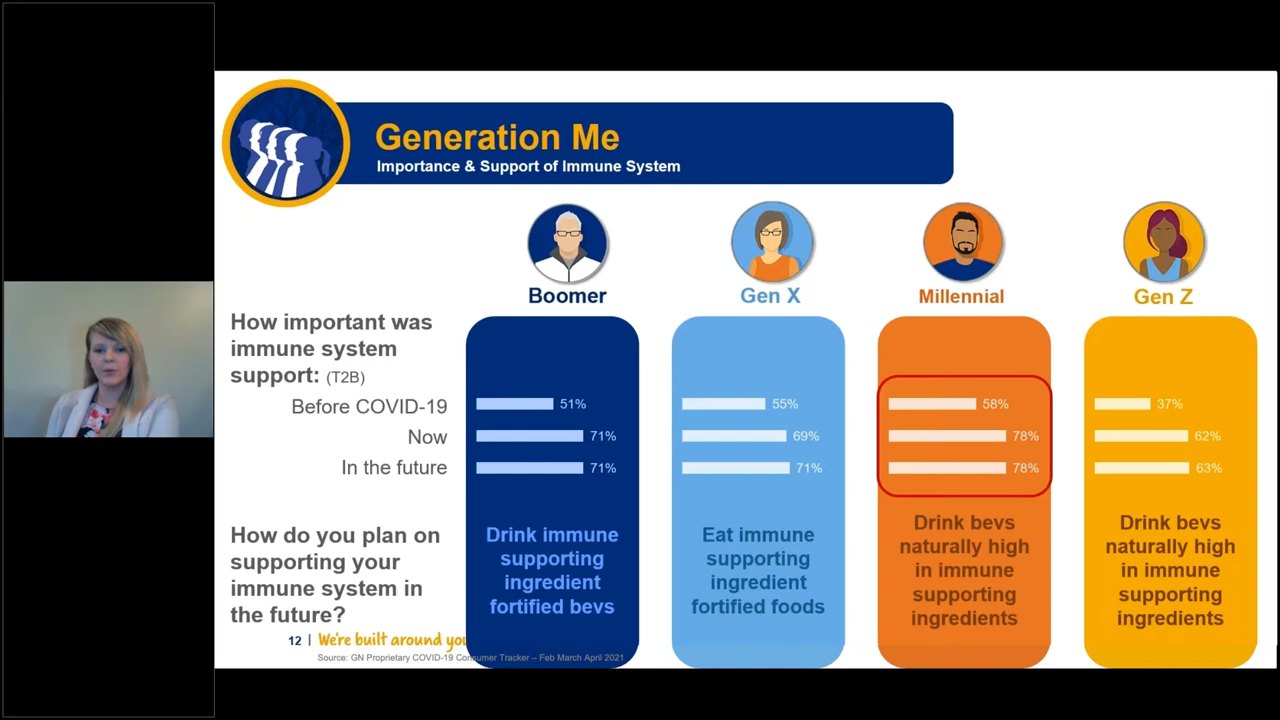 Generation Me
Importance & Support of Immune System
Boomer
Gen X
Millennial
Gen Z
How important was
immune system
support: (T2B)
Before COVID-19
51%
55%
58%
37%
Now
71%
69%
78%
62%
In the future
71%
71%
78%
63%
How do you plan on
supporting your
immune system in
the future?
Drink immune
supporting
ingredient
fortified bevs
Eat immune
supporting
ingredient
fortified foods
Drink bevs
naturally high
in immune
supporting
ingredients
Drink bevs
naturally high
in immune
supporting
ingredients
12 | We're built around you
Source: GN Proprietary COVID-19 Consumer Tracker – Feb March April 2021